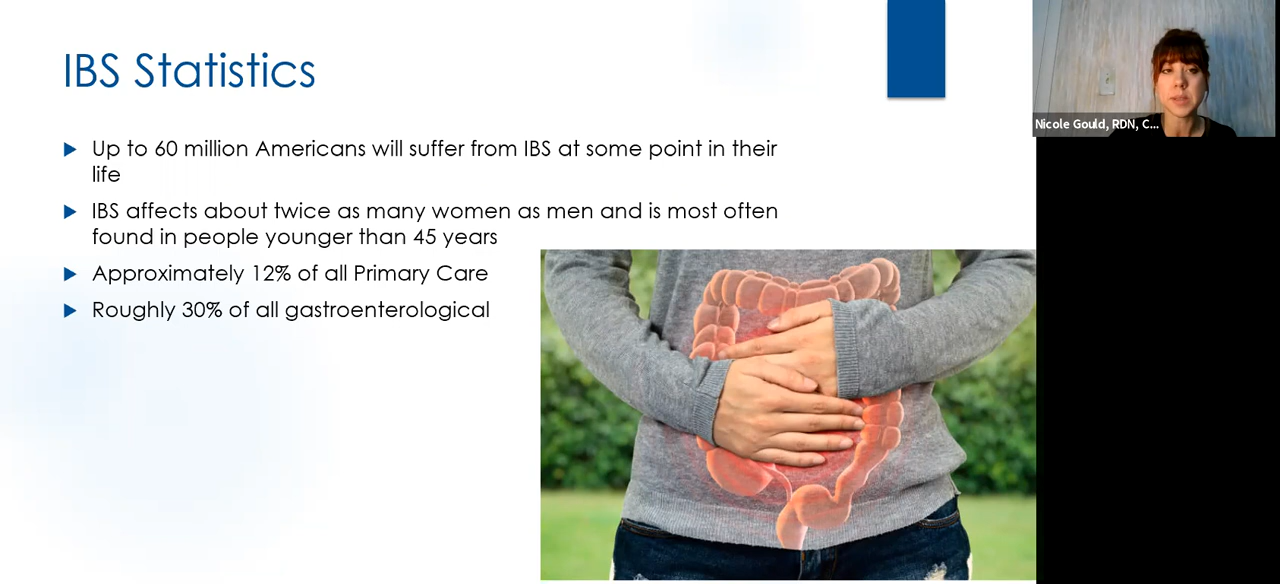 IBS Statistics
Up to 60 million Americans will suffer from IBS at some point in their
life
IBS affects about twice as many women as men and is most often
found in people younger than 45 years
Approximately 12% of all Primary Care
Roughly 30% of all gastroenterological
Nicole Gould, RDN, C...